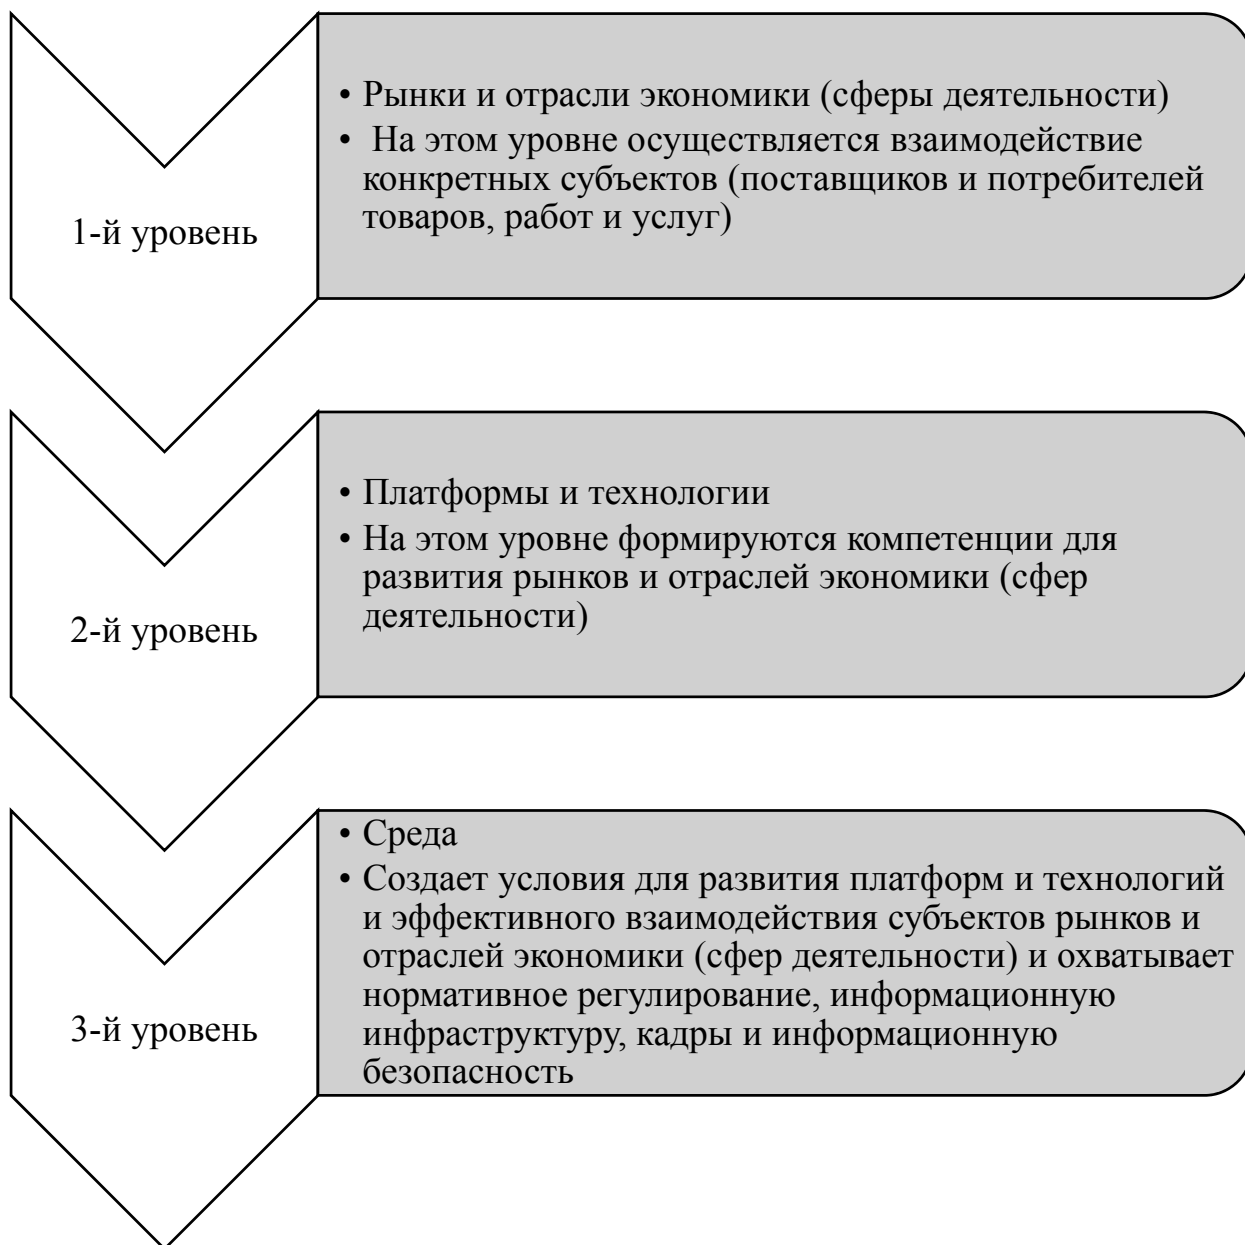 1-й уровень
• Рынки и отрасли экономики (сферы деятельности)
• На этом уровне осуществляется взаимодействие
конкретных субъектов (поставщиков и потребителей
товаров, работ и услуг)
2-й уровень
• Платформы и технологии
• На этом уровне формируются компетенции для
развития рынков и отраслей экономики (сфер
деятельности)
3-й уровень
• Среда
• Создает условия для развития платформ и технологий
и эффективного взаимодействия субъектов рынков и
отраслей экономики (сфер деятельности) и охватывает
нормативное регулирование, информационную
инфраструктуру, кадры и информационную
безопасность